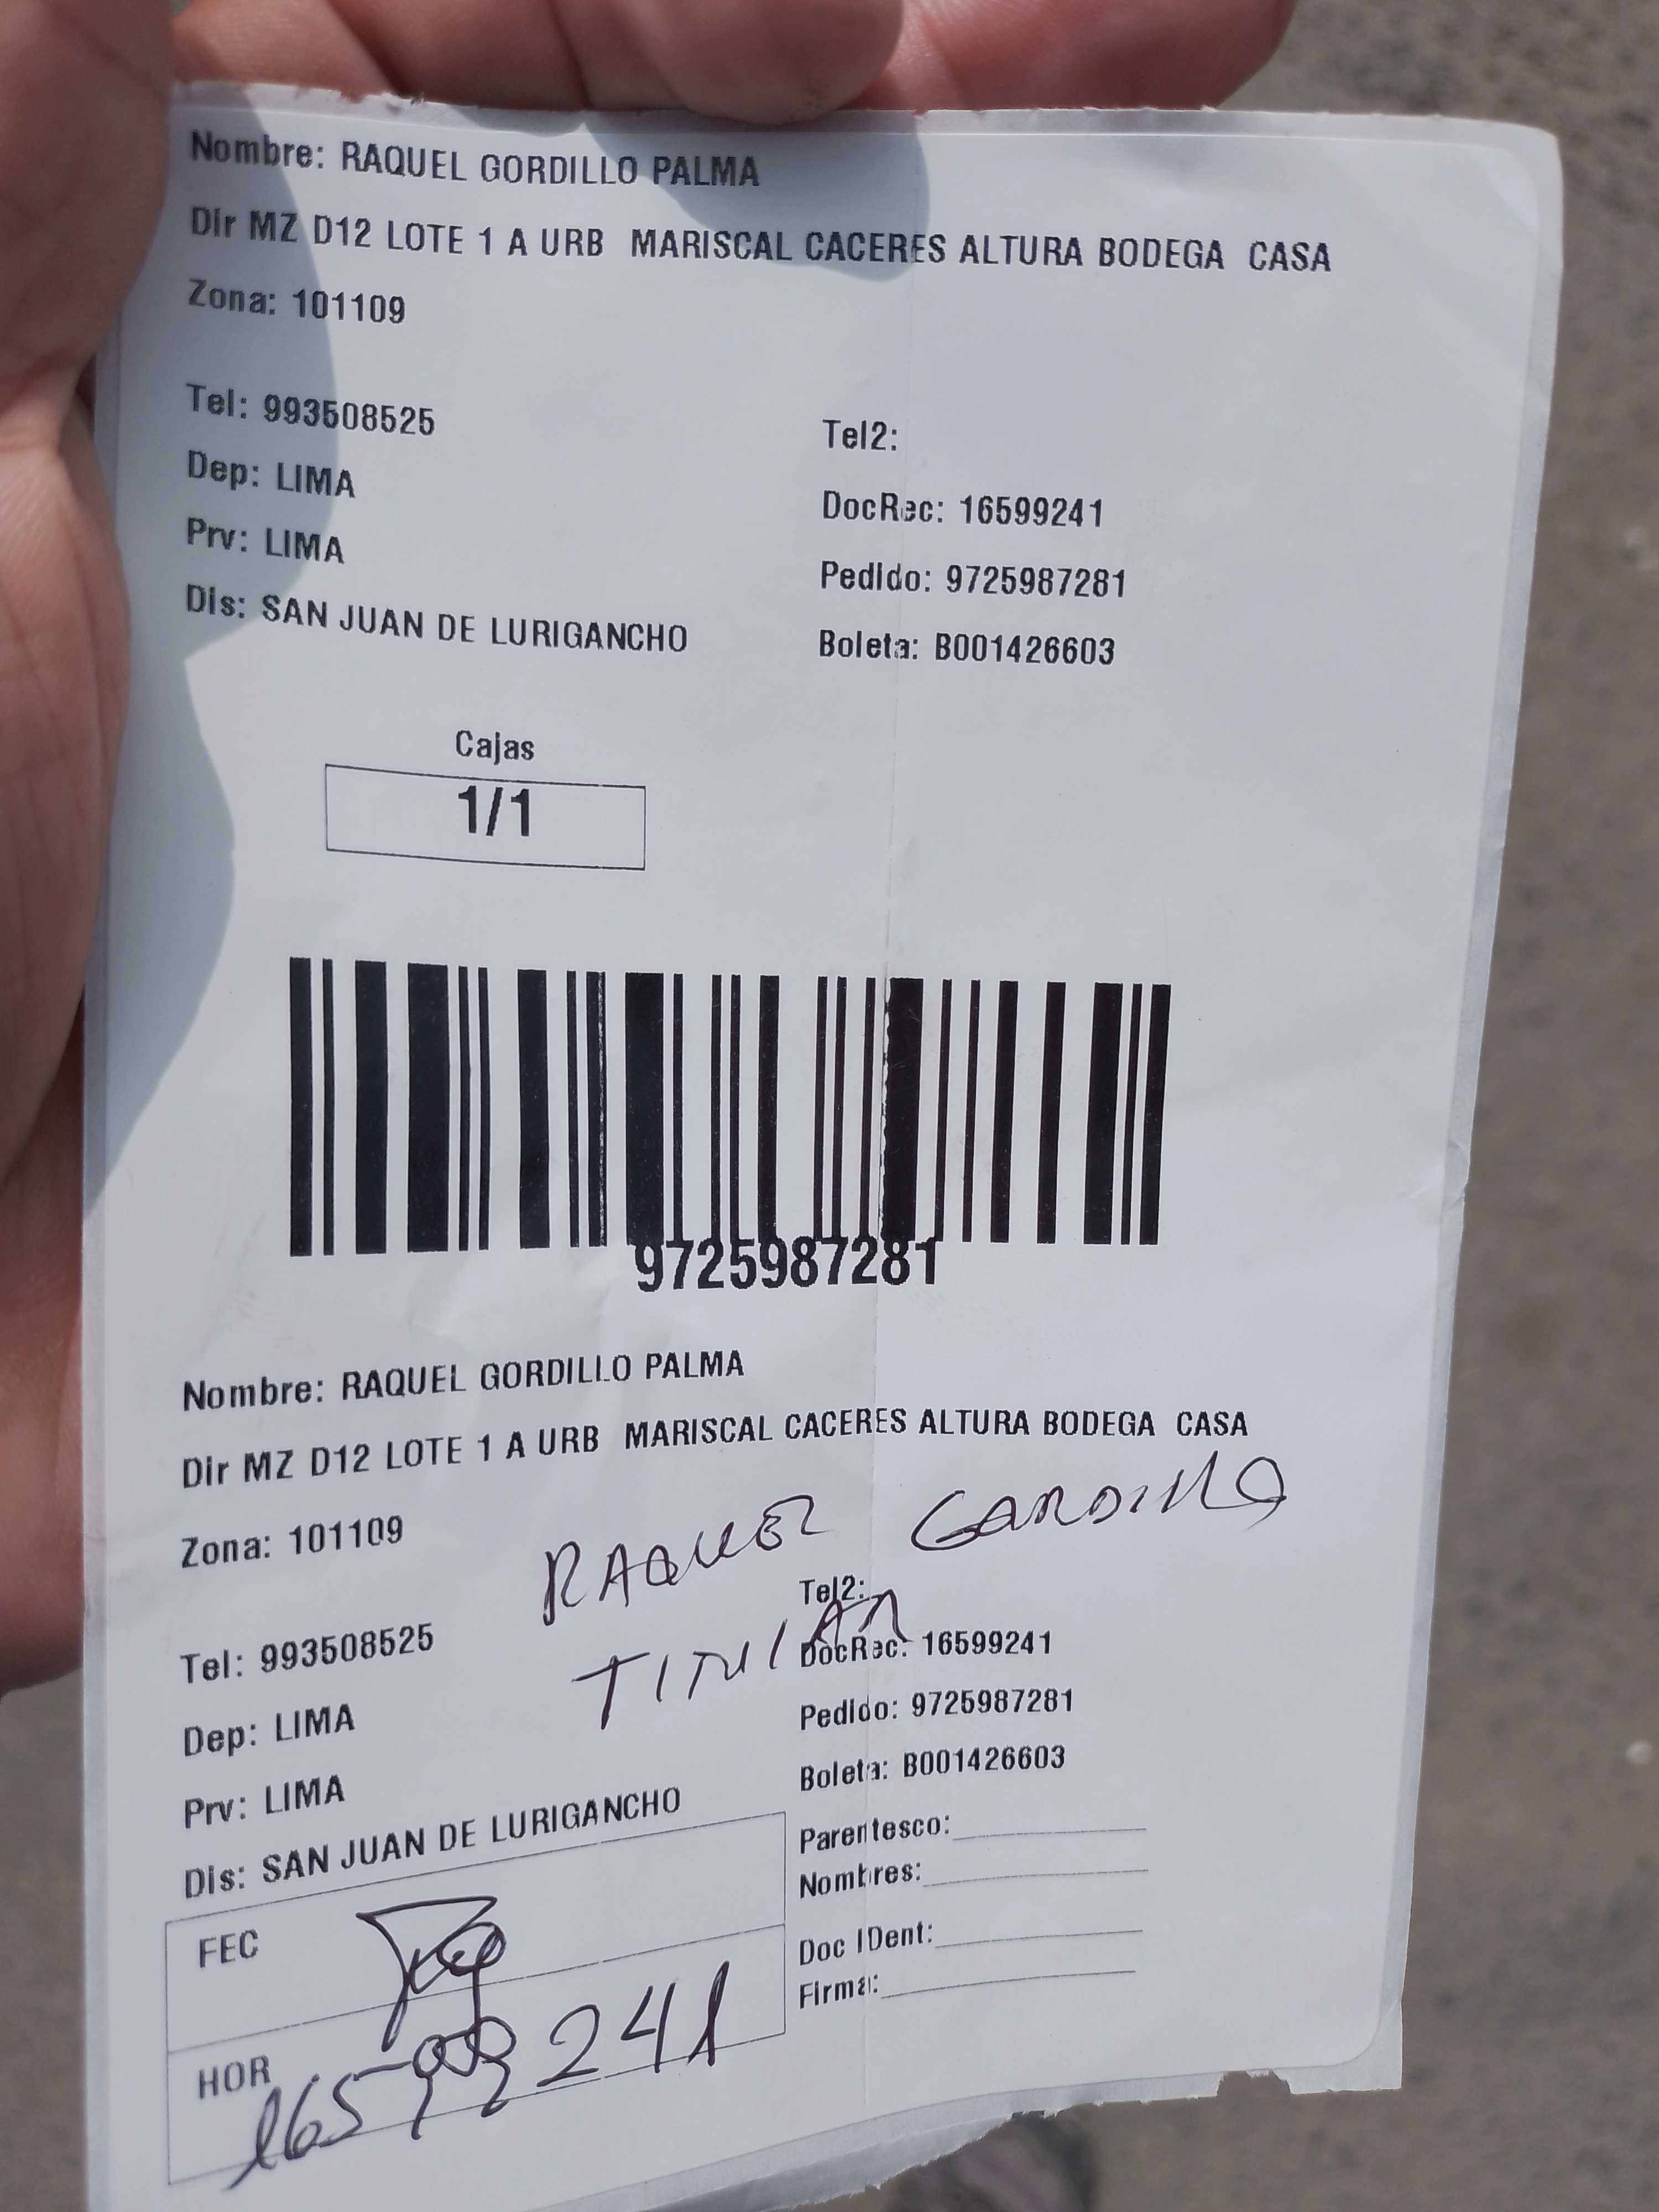 Nombre: RAQUEL GORDILLO PALMA
Dir MZ D12 LOTE 1 A URB MARISCAL CACERES ALTURA BODEGA CASA
Zona: 101109
Tel: 993508525
Tel2:
Dep: LIMA
DocRec: 16599241
Prv: LIMA
Pedido: 9725987281
Dis: SAN JUAN DE LURIGANCHO
Boleta: B001426603
Cajas
1/1
9725987281
Nombre: RAQUEL GORDILLO PALMA
Dir MZ D12 LOTE 1 A URB MARISCAL CACERES ALTURA BODEGA CASA
Zona: 101109
RAQUEL GORDILLO
Tel2:
TITULAR
Tel: 993508525
DocRec: 16599241
Dep: LIMA
Pedido: 9725987281
Prv: LIMA
Boleta: B001426603
Dis: SAN JUAN DE LURIGANCHO
Parentesco:
Nombres:
FEC
Doc IDent:
Firma:
HOR
16599241